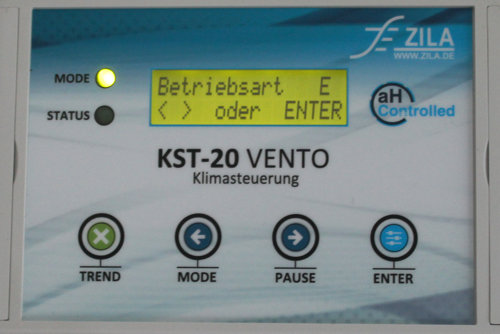 ZILA
WWW.ZILA.DE
MODE
STATUS
Betriebsart E
< > oder ENTER
aH
Controlled
KST-20 VENTO
Klimasteuerung
TREND
MODE
PAUSE
ENTER